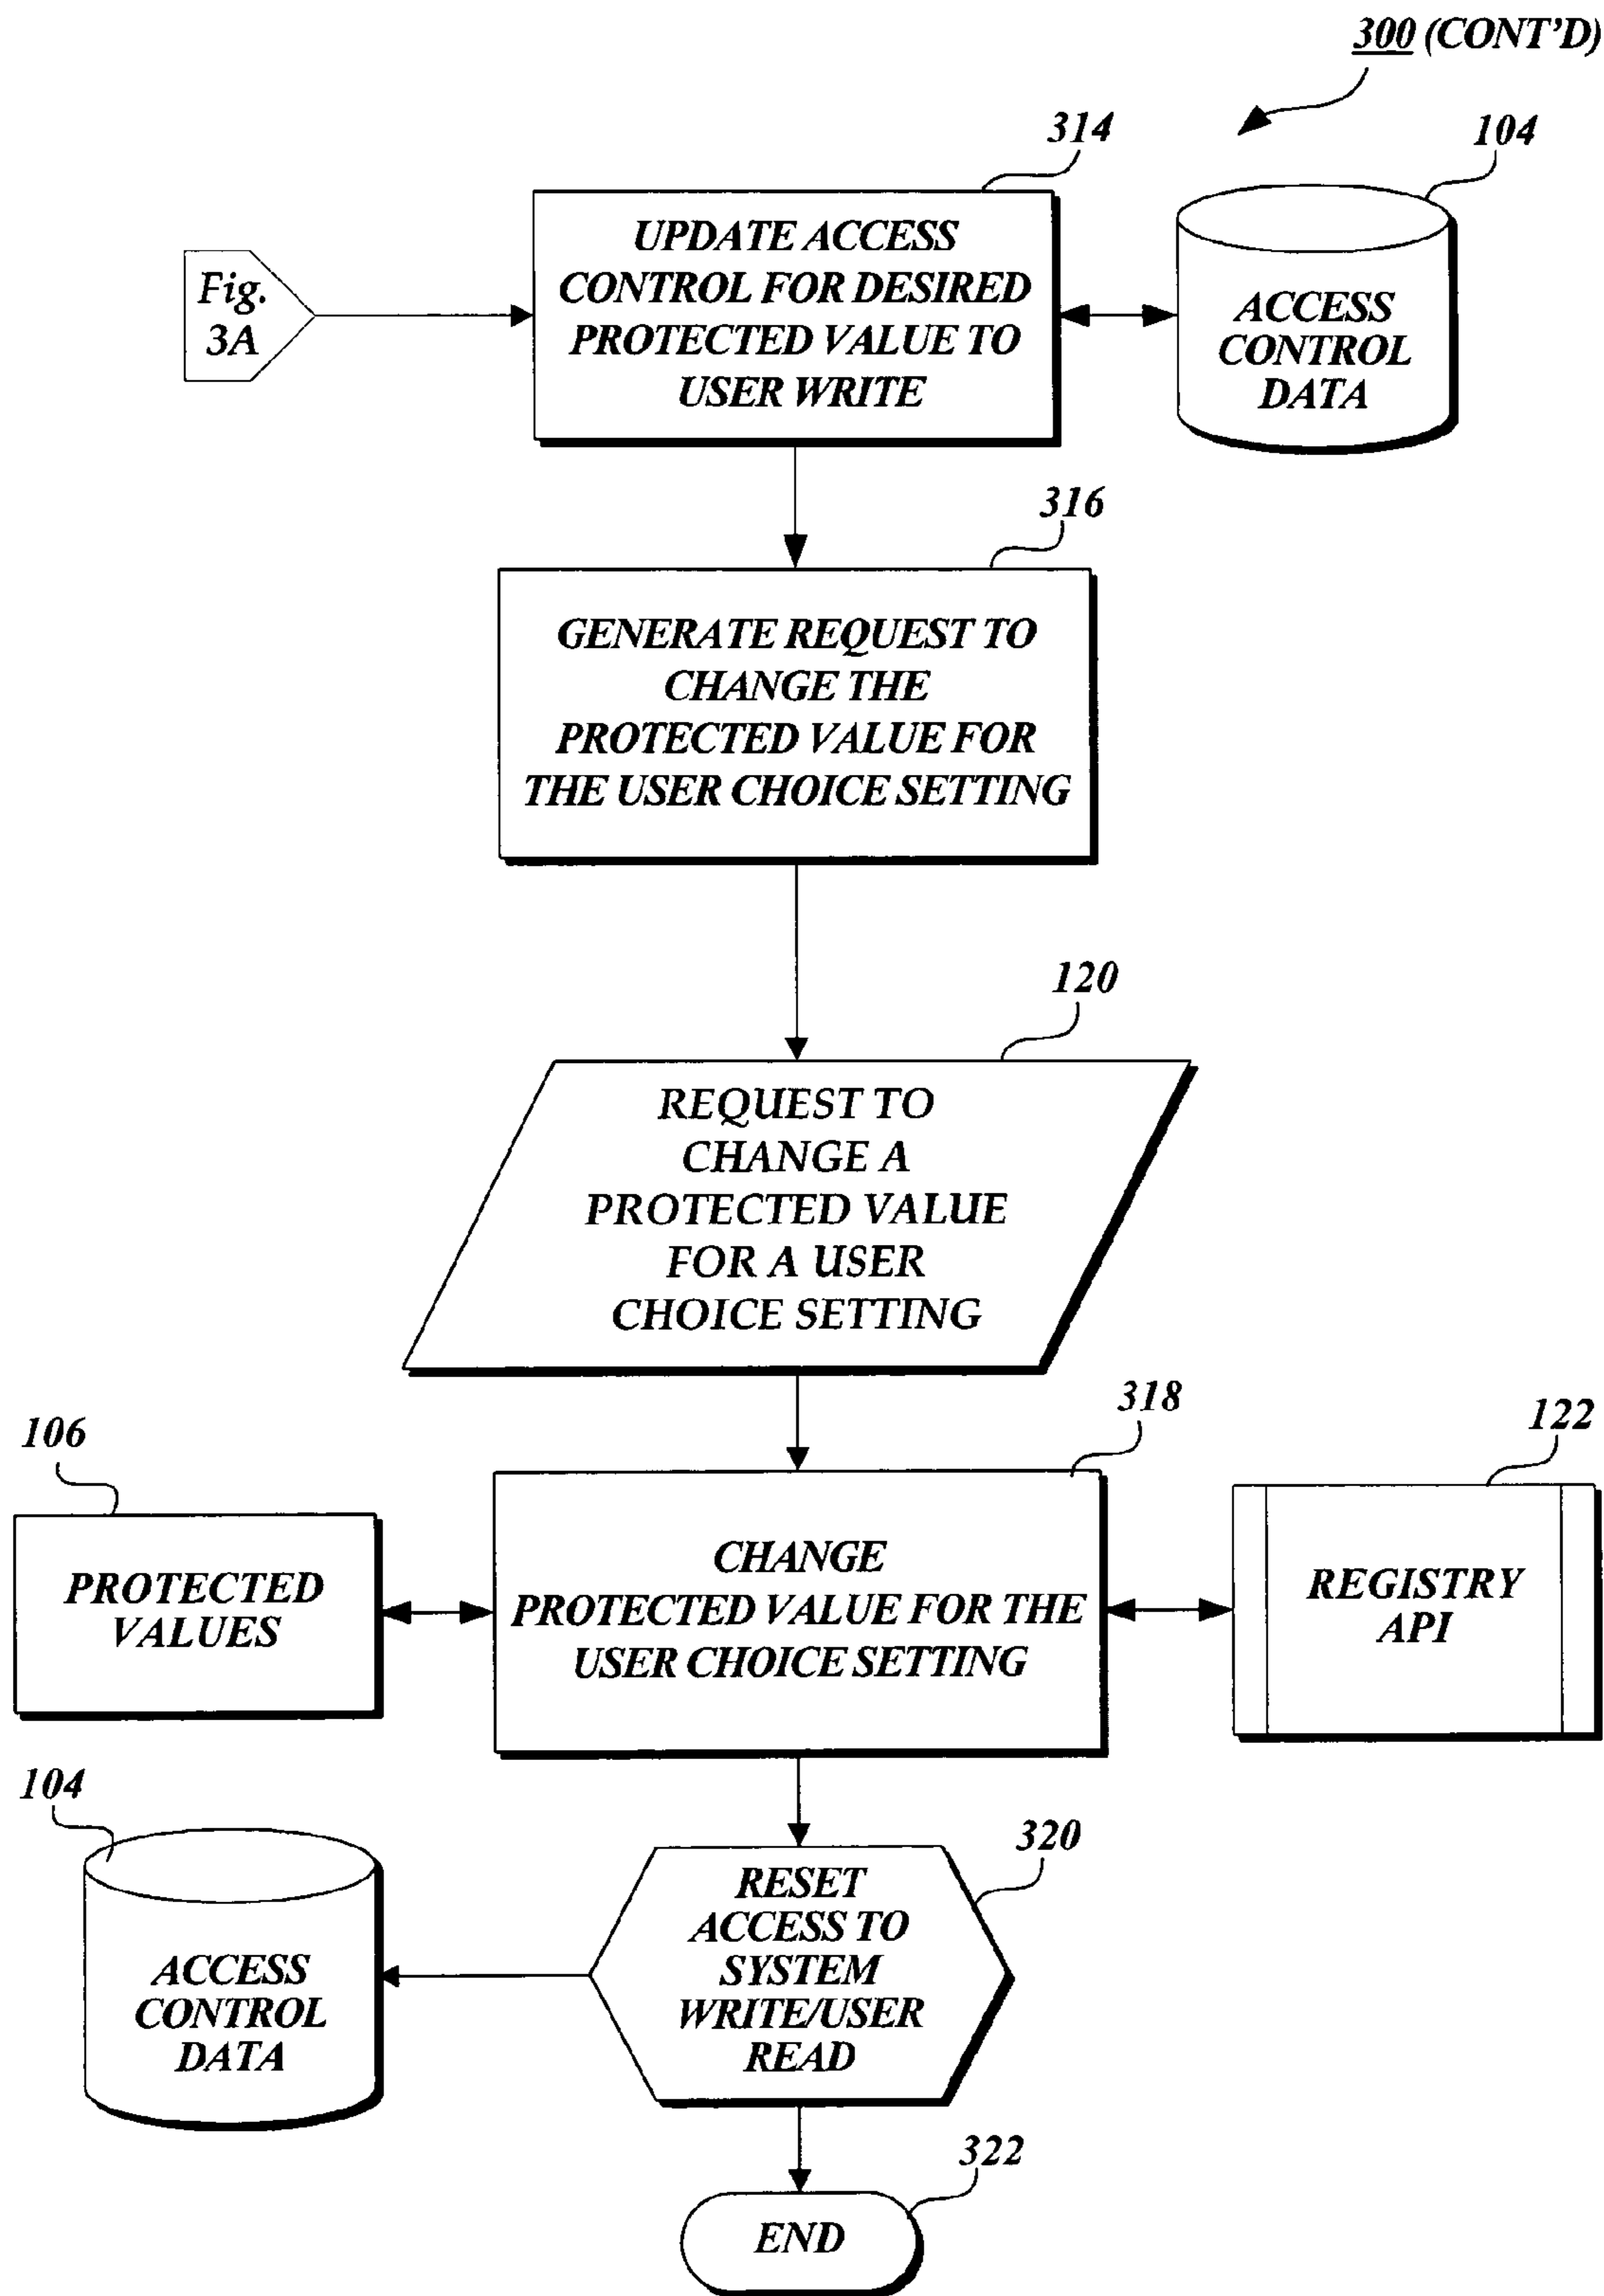 300 (CONT'D)
314
104
UPDATE ACCESS
CONTROL FOR DESIRED
PROTECTED VALUE TO
USER WRITE
Fig.
3A
ACCESS
CONTROL
DATA
316
GENERATE REQUEST TO
CHANGE THE
PROTECTED VALUE FOR
THE USER CHOICE SETTING
120
REQUEST TO
CHANGE A
PROTECTED VALUE
FOR A USER
CHOICE SETTING
318
106
122
PROTECTED
VALUES
CHANGE
PROTECTED VALUE FOR THE
USER CHOICE SETTING
REGISTRY
API
104
320
RESET
ACCESS TO
SYSTEM
WRITE/USER
READ
ACCESS
CONTROL
DATA
322
END